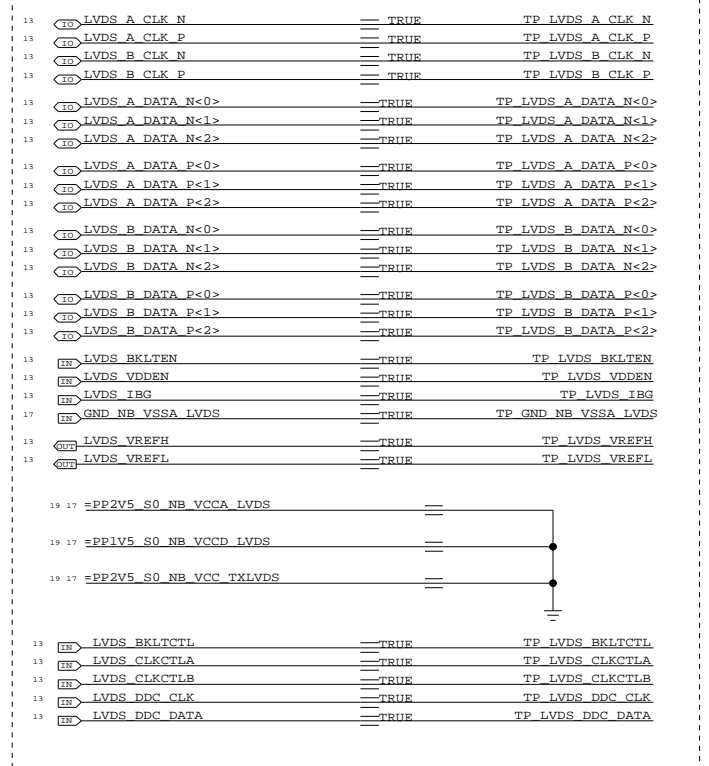 13 IO LVDS_A_CLK_N TRUE TP_LVDS_A_CLK_N
13 IO LVDS_A_CLK_P TRUE TP_LVDS_A_CLK_P
13 IO LVDS_B_CLK_N TRUE TP_LVDS_B_CLK_N
13 IO LVDS_B_CLK_P TRUE TP_LVDS_B_CLK_P
13 IO LVDS_A_DATA_N<0> TRUE TP_LVDS_A_DATA_N<0>
13 IO LVDS_A_DATA_N<1> TRUE TP_LVDS_A_DATA_N<1>
13 IO LVDS_A_DATA_N<2> TRUE TP_LVDS_A_DATA_N<2>
13 IO LVDS_A_DATA_P<0> TRUE TP_LVDS_A_DATA_P<0>
13 IO LVDS_A_DATA_P<1> TRUE TP_LVDS_A_DATA_P<1>
13 IO LVDS_A_DATA_P<2> TRUE TP_LVDS_A_DATA_P<2>
13 IO LVDS_B_DATA_N<0> TRUE TP_LVDS_B_DATA_N<0>
13 IO LVDS_B_DATA_N<1> TRUE TP_LVDS_B_DATA_N<1>
13 IO LVDS_B_DATA_N<2> TRUE TP_LVDS_B_DATA_N<2>
13 IO LVDS_B_DATA_P<0> TRUE TP_LVDS_B_DATA_P<0>
13 IO LVDS_B_DATA_P<1> TRUE TP_LVDS_B_DATA_P<1>
13 IO LVDS_B_DATA_P<2> TRUE TP_LVDS_B_DATA_P<2>
13 IN LVDS_BKLTEN TRUE TP_LVDS_BKLTEN
13 IN LVDS_VDDEN TRUE TP_LVDS_VDDEN
13 IN LVDS_IBG TRUE TP_LVDS_IBG
17 IN GND_NB_VSSA_LVDS TRUE TP_GND_NB_VSSA_LVDS
13 OUT LVDS_VREFH TRUE TP_LVDS_VREFH
13 OUT LVDS_VREFL TRUE TP_LVDS_VREFL
19 17 =PP2V5_S0_NB_VCCA_LVDS
19 17 =PP1V5_S0_NB_VCCD_LVDS
19 17 =PP2V5_S0_NB_VCC_TXLVDS
13 IN LVDS_BKLTCTL TRUE TP_LVDS_BKLTCTL
13 IN LVDS_CLKCTLA TRUE TP_LVDS_CLKCTLA
13 IN LVDS_CLKCTLB TRUE TP_LVDS_CLKCTLB
13 IN LVDS_DDC_CLK TRUE TP_LVDS_DDC_CLK
13 IN LVDS_DDC_DATA TRUE TP_LVDS_DDC_DATA